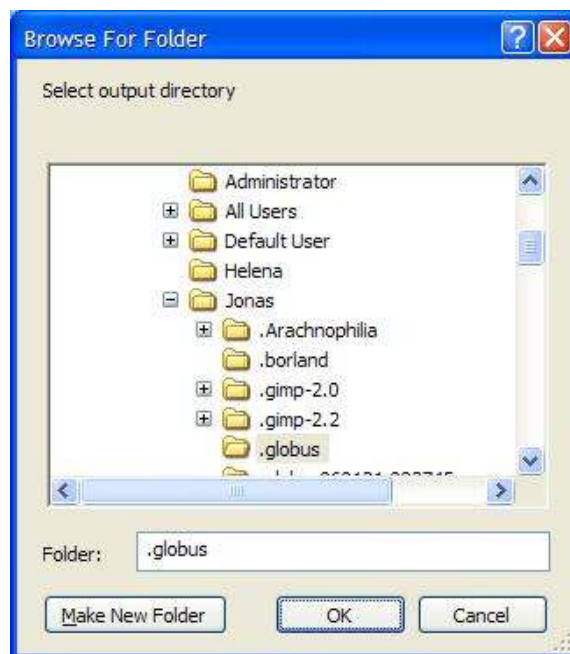 Browse For Folder
Select output directory
Administrator
All Users
Default User
Helena
Jonas
.Arachnophilia
.borland
.gimp-2.0
.gimp-2.2
.globus
Folder: .globus
Make New Folder OK Cancel